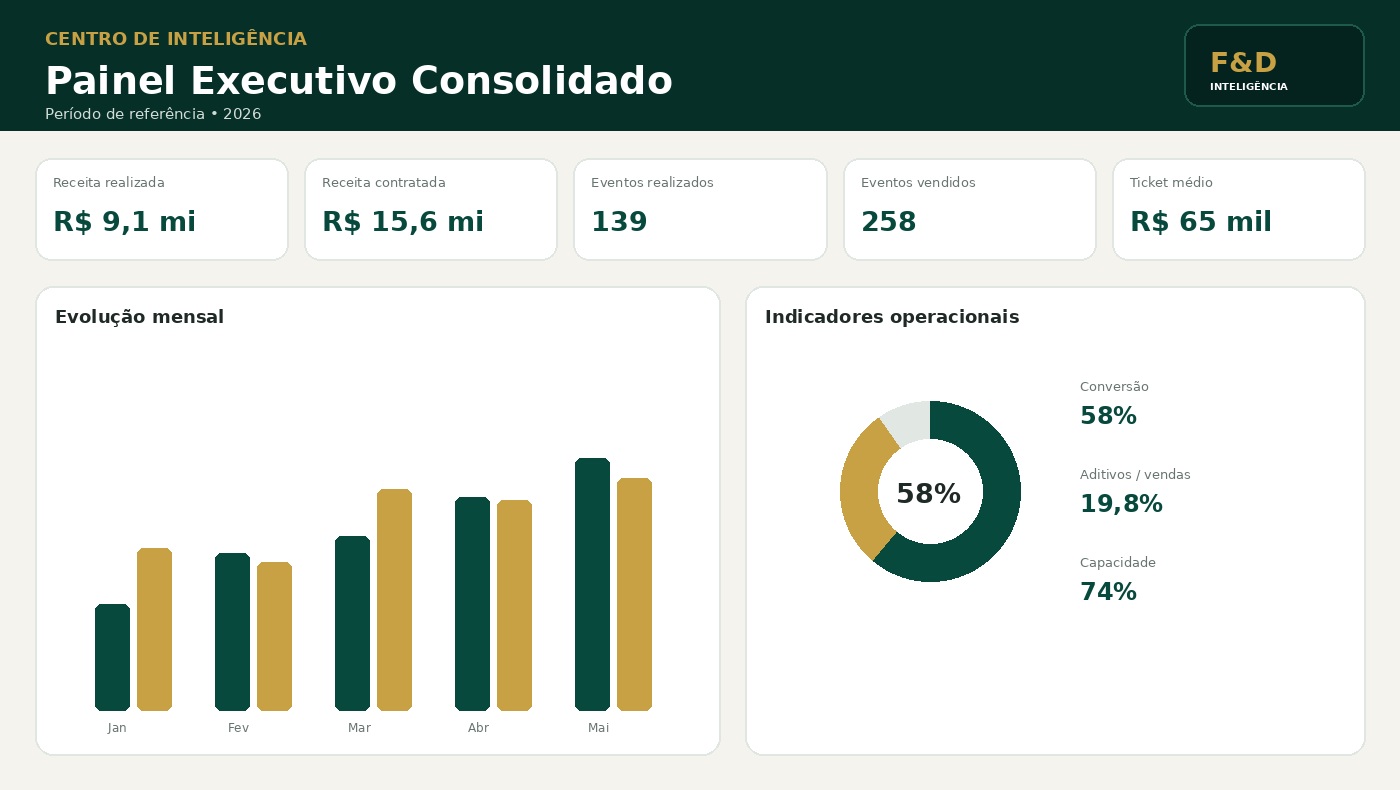 CENTRO DE INTELIGÊNCIA
Painel Executivo Consolidado
Período de referência • 2026
F&D
INTELIGÊNCIA
Receita realizada
R$ 9,1 mi
Receita contratada
R$ 15,6 mi
Eventos realizados
139
Eventos vendidos
258
Ticket médio
R$ 65 mil
Evolução mensal
Jan
Fev
Mar
Abr
Mai
Indicadores operacionais
58%
Conversão
58%
Aditivos / vendas
19,8%
Capacidade
74%